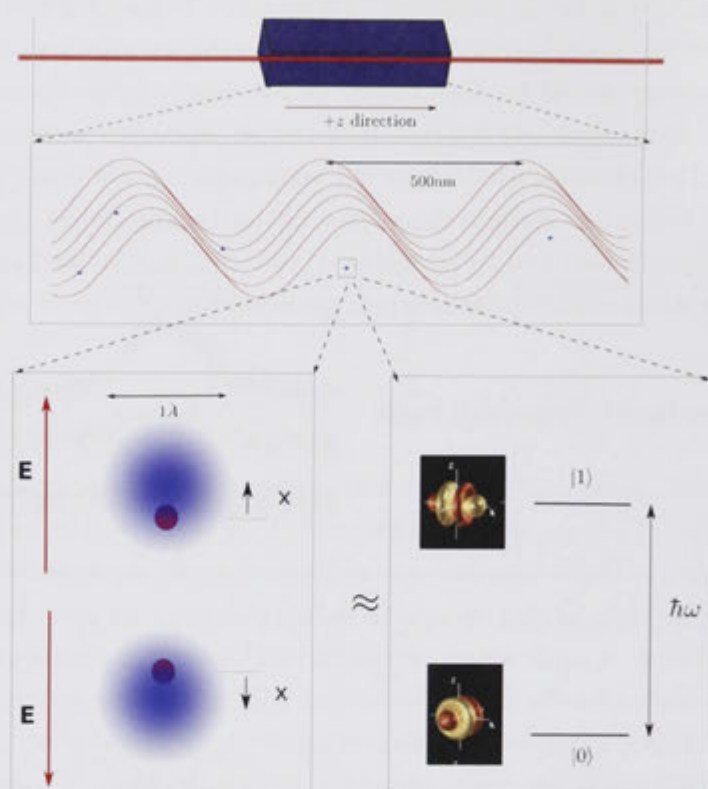 +z direction
500nm
1Å
E
x
z
|1⟩
≈
ħω
E
x
z
|0⟩